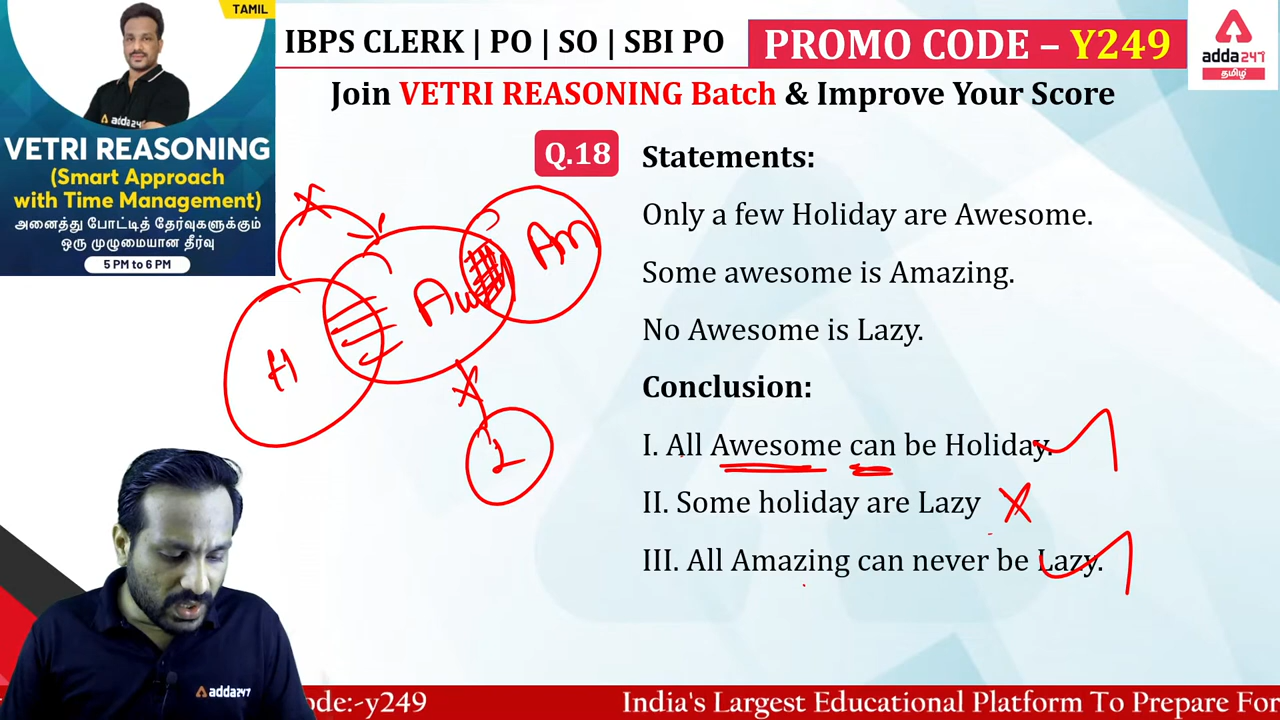 TAMIL
adda247
VETRI REASONING
(Smart Approach
with Time Management)
அனைத்து போட்டித் தேர்வுகளுக்கும்
ஒரு முழுமையான தீர்வு
5 PM to 6 PM
IBPS CLERK | PO | SO | SBI PO
PROMO CODE – Y249
adda247
தமிழ்
Join VETRI REASONING Batch & Improve Your Score
Q.18
Statements:
Only a few Holiday are Awesome.
Some awesome is Amazing.
No Awesome is Lazy.
Conclusion:
I. All Awesome can be Holiday.
II. Some holiday are Lazy
III. All Amazing can never be Lazy.
H
Aw
Am
L
adda247
ode:-y249
India's Largest Educational Platform To Prepare For